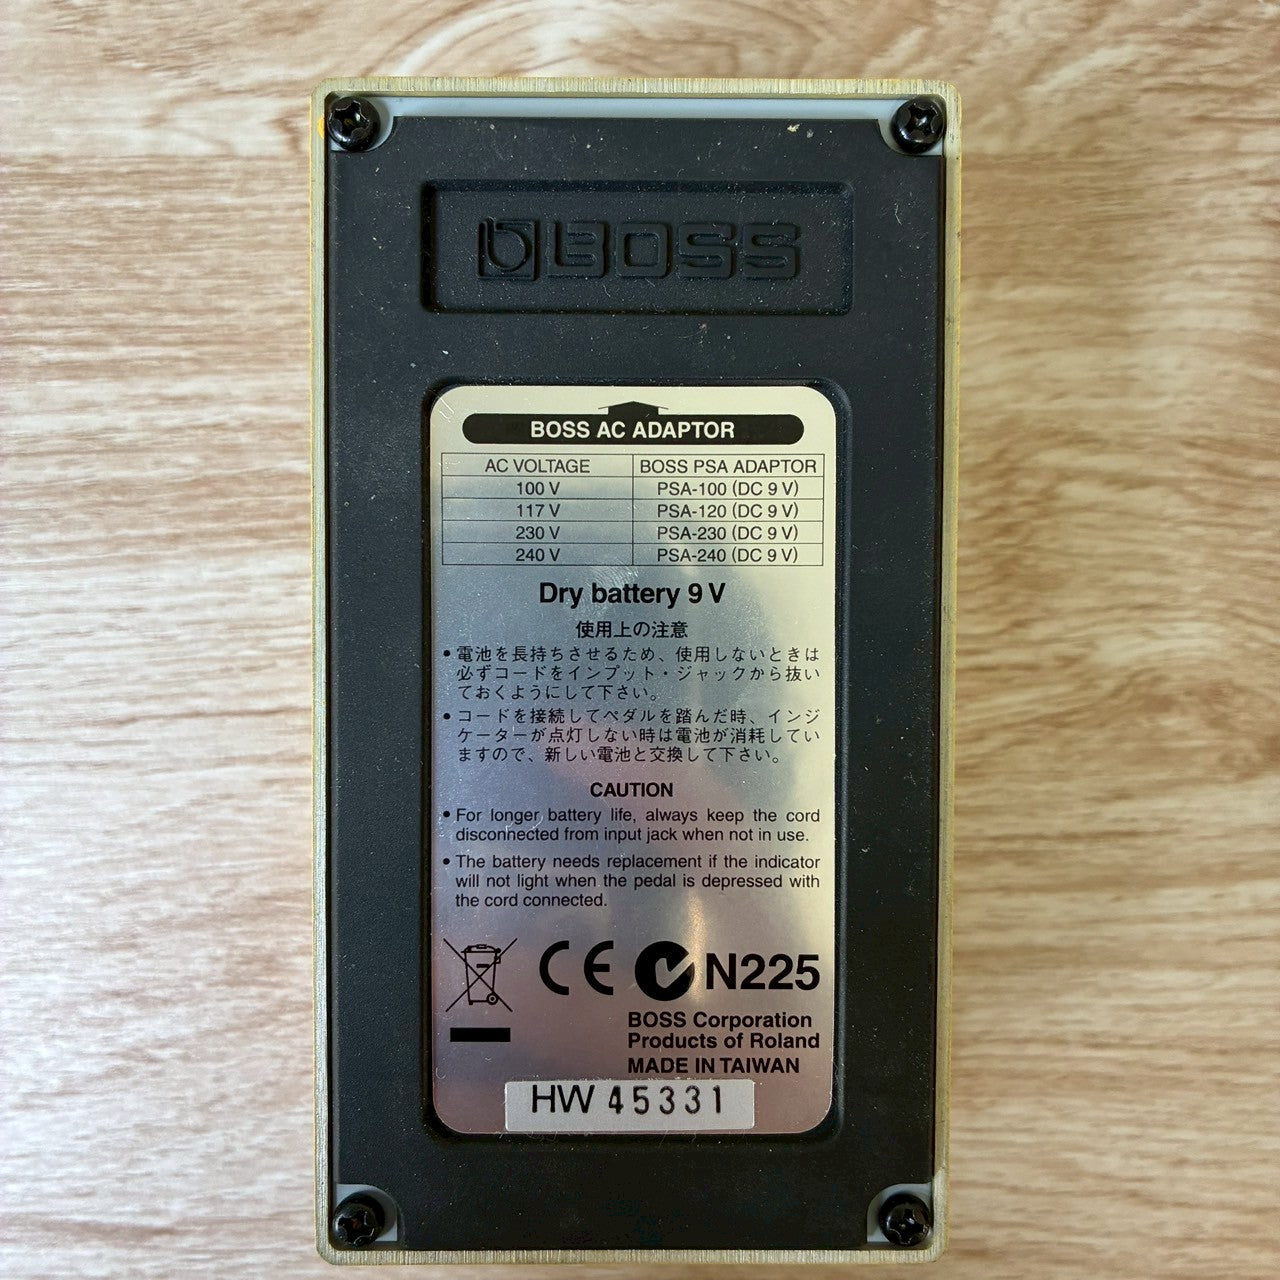 BOSS
BOSS AC ADAPTOR
AC VOLTAGE BOSS PSA ADAPTOR
100 V PSA-100 (DC 9 V)
117 V PSA-120 (DC 9 V)
230 V PSA-230 (DC 9 V)
240 V PSA-240 (DC 9 V)
Dry battery 9 V
使用上の注意
• 電池を長持ちさせるため、使用しないときは
必ずコードをインプット・ジャックから抜い
ておくようにして下さい。
• コードを接続してペダルを踏んだ時、インジ
ケーターが点灯しない時は電池が消耗してい
ますので、新しい電池と交換して下さい。
CAUTION
• For longer battery life, always keep the cord
disconnected from input jack when not in use.
• The battery needs replacement if the indicator
will not light when the pedal is depressed with
the cord connected.
CE N225
BOSS Corporation
Products of Roland
MADE IN TAIWAN
HW 45331